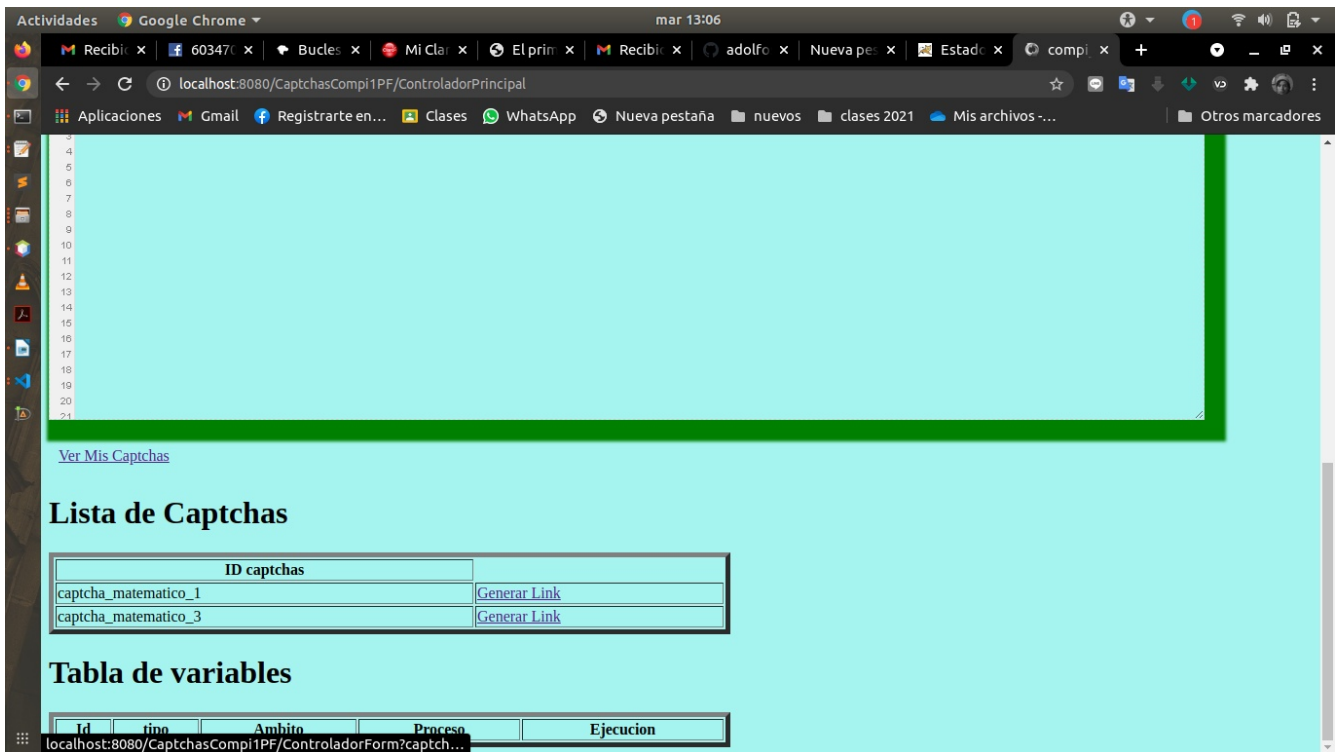 Actividades Google Chrome mar 13:06 1
Recibic 60347( Bucles Mi Clar El prim Recibic adolfo Nueva pes Estado compi
localhost:8080/CaptchasCompi1PF/ControladorPrincipal
Aplicaciones Gmail Registrarte en... Clases WhatsApp Nueva pestaña nuevos clases 2021 Mis archivos -... Otros marcadores
3
4
5
6
7
8
9
10
11
12
13
14
15
16
17
18
19
20
21
Ver Mis Captchas
Lista de Captchas
ID captchas
captcha_matematico_1 Generar Link
captcha_matematico_3 Generar Link
Tabla de variables
Id tipo Ambito Proceso Ejecucion
localhost:8080/CaptchasCompi1PF/ControladorForm?captch...